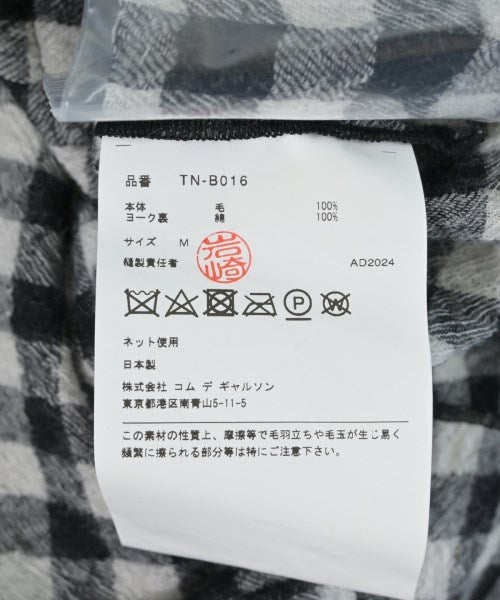 品番 TN-B016
本体 毛 100%
ヨーク裏 綿 100%
サイズ M
縫製責任者 岩崎 AD2024
P W
ネット使用
日本製
株式会社 コム デ ギャルソン
東京都港区南青山5-11-5
この素材の性質上、摩擦等で毛羽立ちや毛玉が生じ易く
頻繁に擦られる部分等は特にご注意下さい。